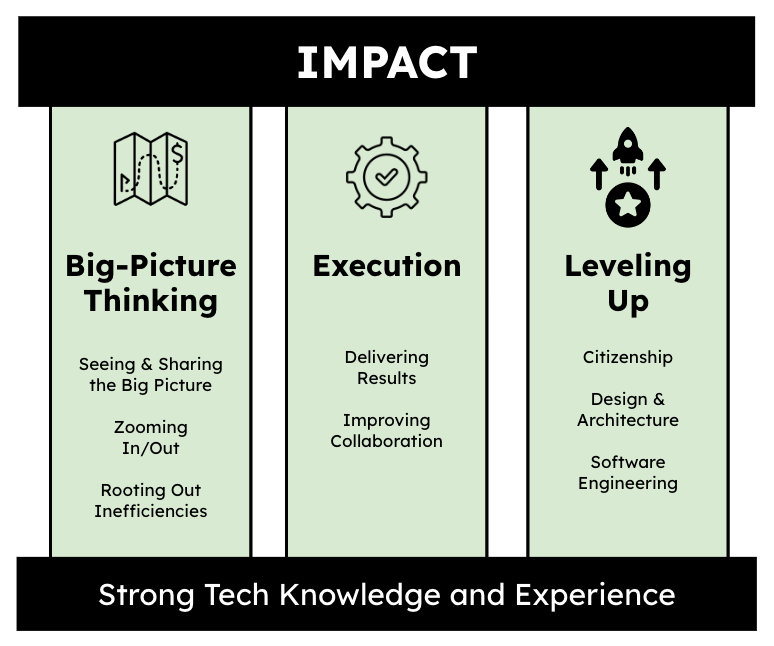 IMPACT
$
Big-Picture
Thinking
Seeing & Sharing
the Big Picture
Zooming
In/Out
Rooting Out
Inefficiencies
Execution
Delivering
Results
Improving
Collaboration
Leveling
Up
Citizenship
Design &
Architecture
Software
Engineering
Strong Tech Knowledge and Experience